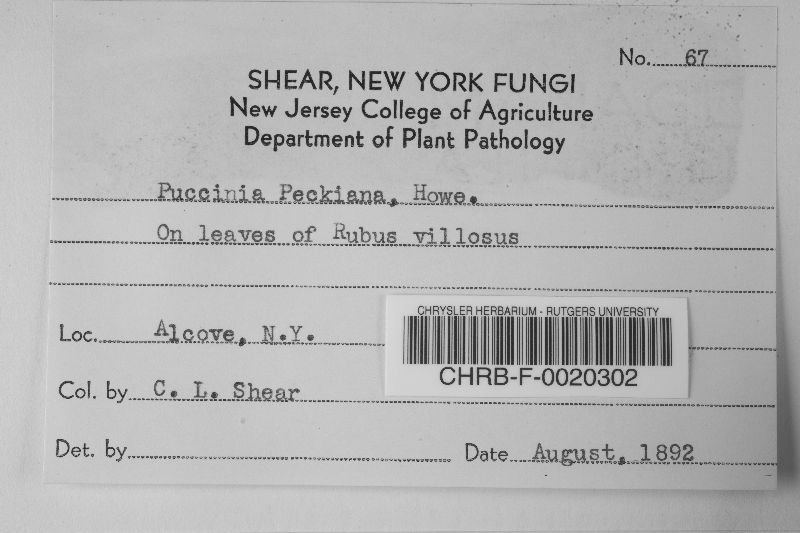 No. 67
SHEAR, NEW YORK FUNGI
New Jersey College of Agriculture
Department of Plant Pathology
Puccinia Peckiana, Howe.
On leaves of Rubus villosus
CHRYSLER HERBARIUM - RUTGERS UNIVERSITY
Loc. Alcove, N.Y.
CHRB-F-0020302
Col. by C. L. Shear
Det. by
Date August, 1892